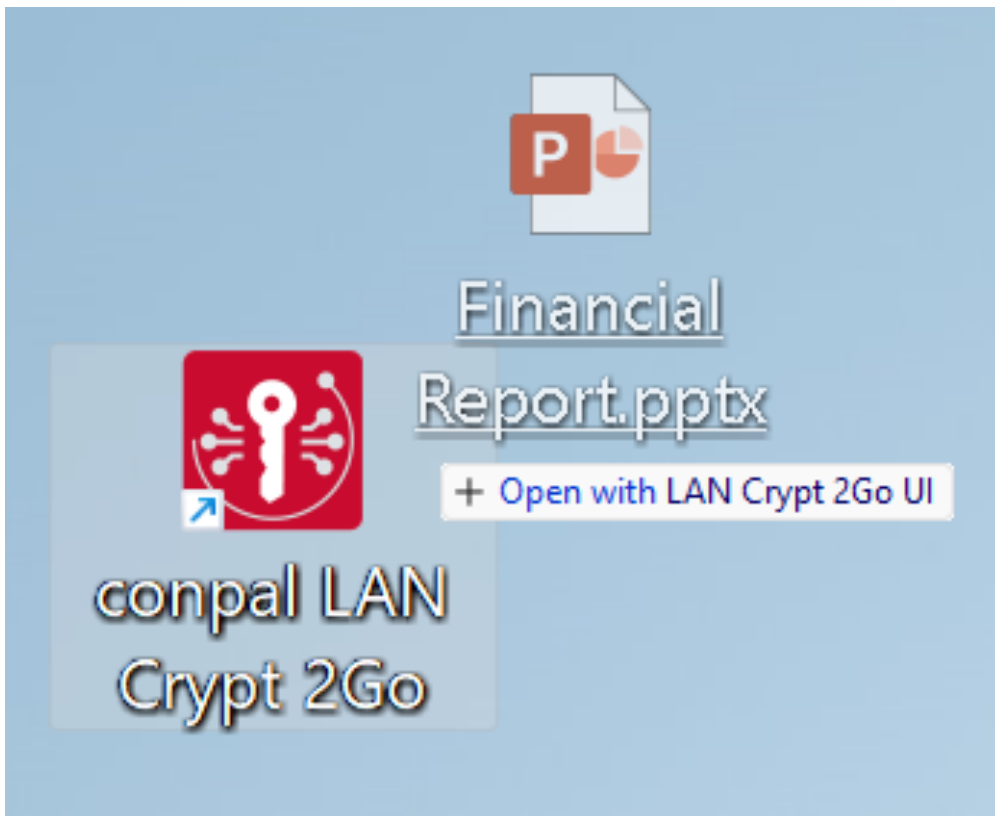 P
Financial
Report.pptx
+ Open with LAN Crypt 2Go UI
conpal LAN
Crypt 2Go